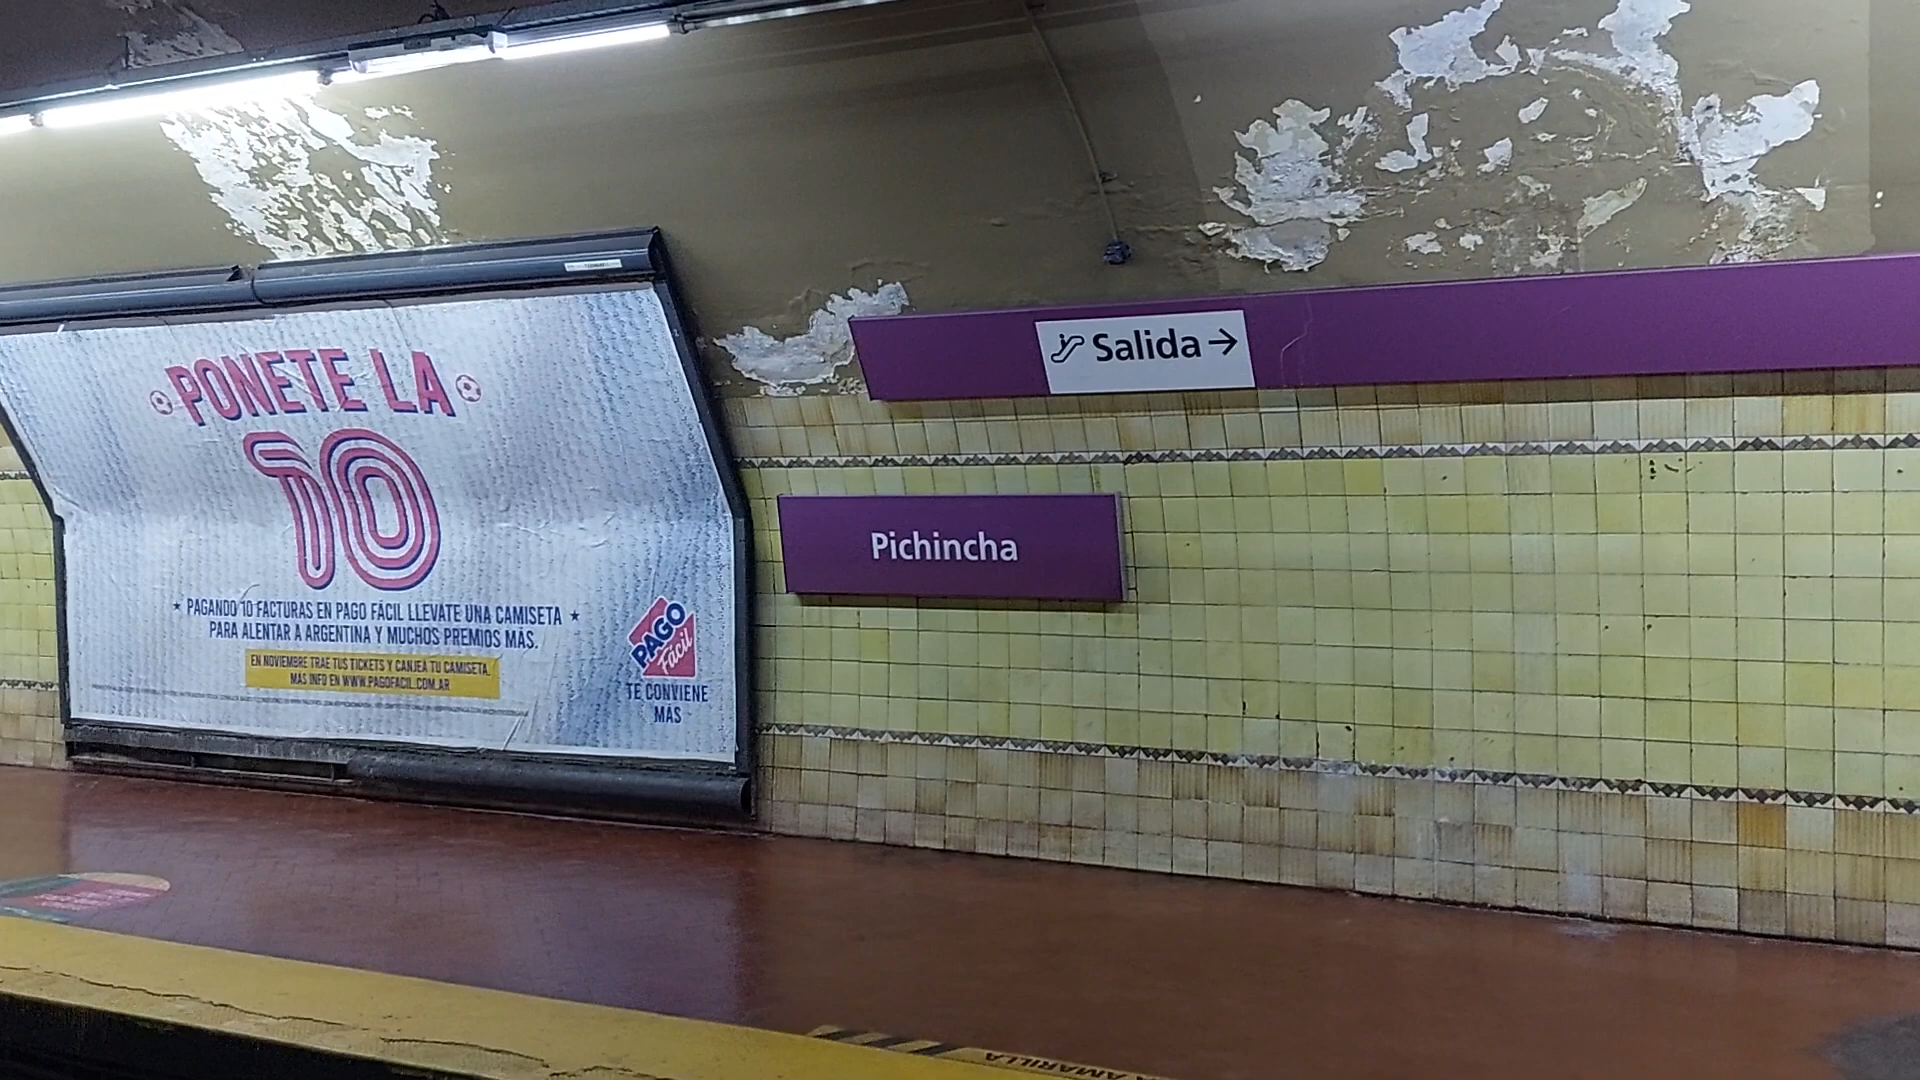 PONETE LA
10
★ PAGANDO 10 FACTURAS EN PAGO FÁCIL LLEVATE UNA CAMISETA ★
PARA ALENTAR A ARGENTINA Y MUCHOS PREMIOS MÁS.
EN NOVIEMBRE TRAE TUS TICKETS Y CANJEÁ TU CAMISETA.
MÁS INFO EN WWW.PAGOFACIL.COM.AR
PAGO
Fácil
TE CONVIENE
MÁS
Salida →
Pichincha
AMARILLA